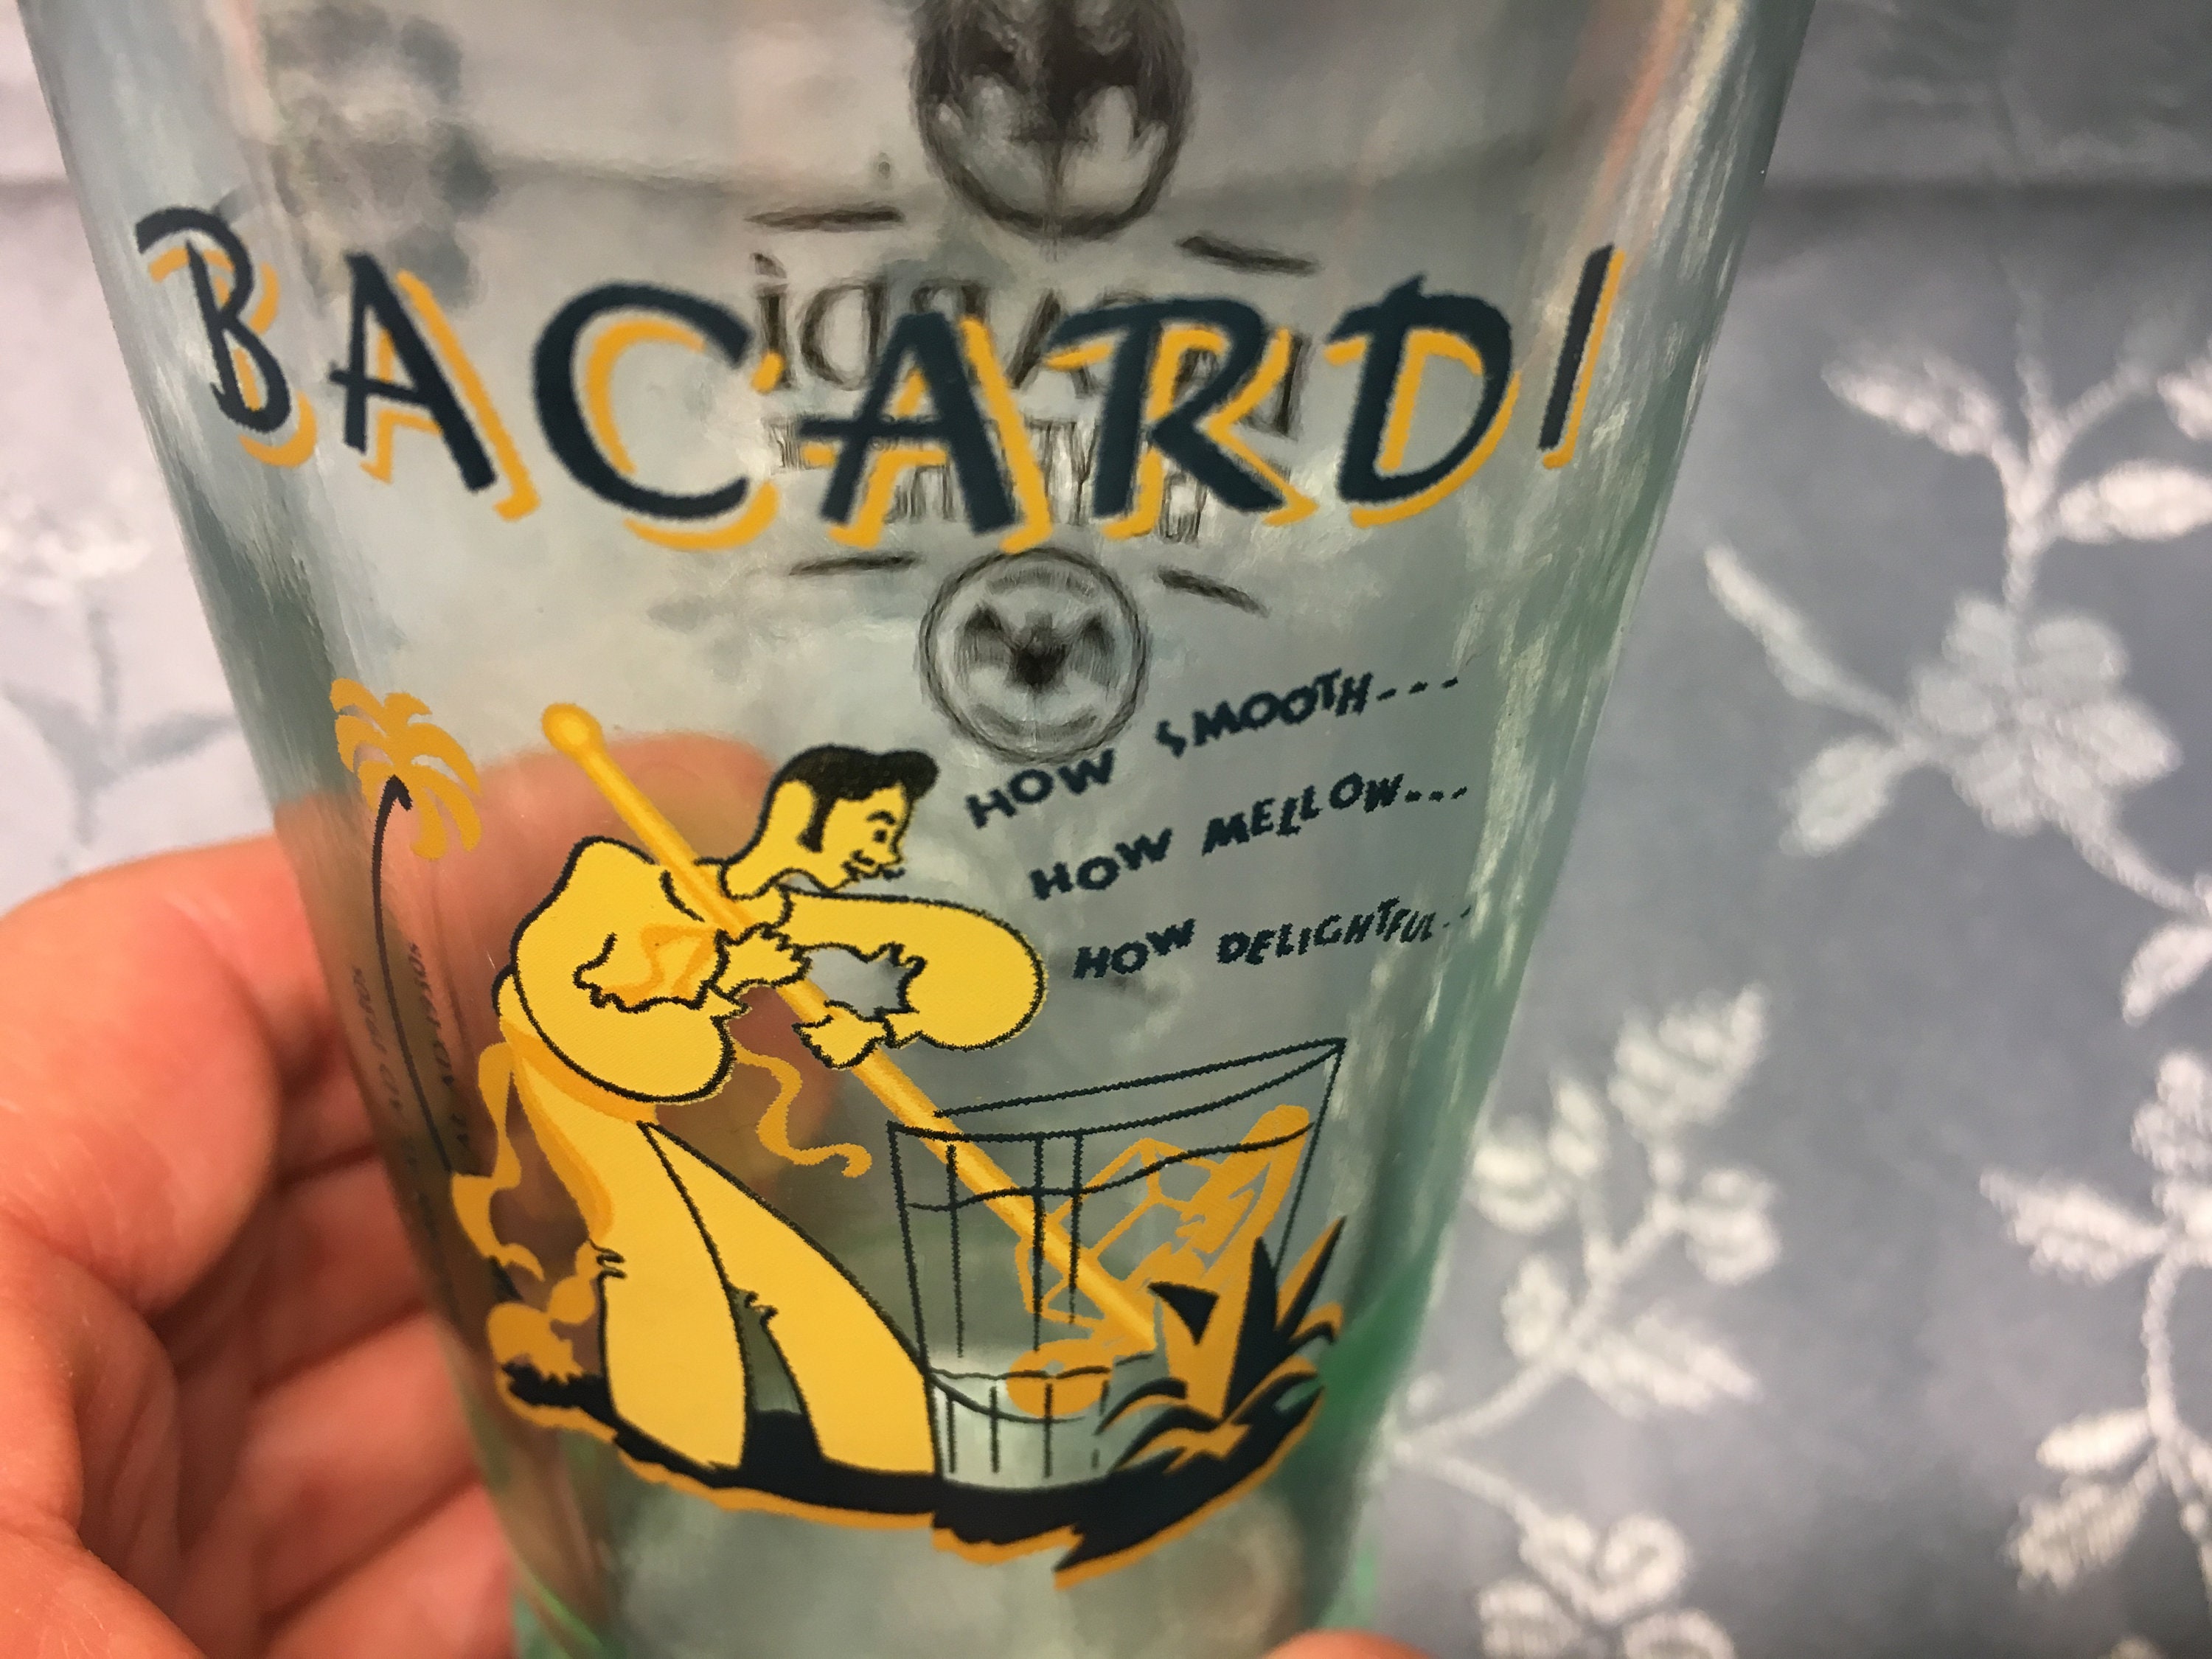 BACARDI
HOW SMOOTH---
HOW MELLOW...
HOW DELIGHTFUL..